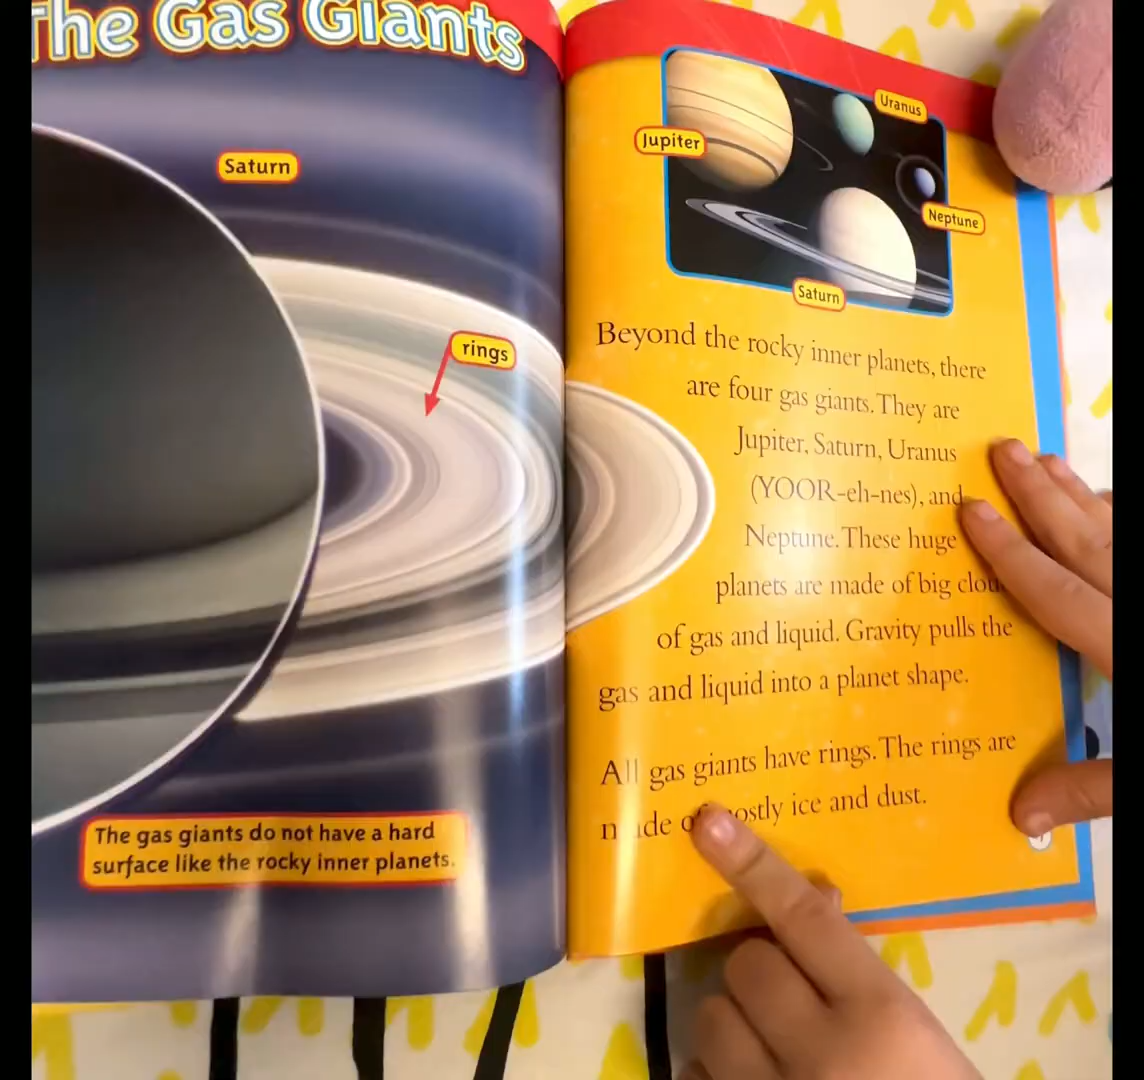 The Gas Giants
Saturn
rings
The gas giants do not have a hard
surface like the rocky inner planets.
Jupiter
Uranus
Neptune
Saturn
Beyond the rocky inner planets, there
are four gas giants. They are
Jupiter, Saturn, Uranus
(YOOR-eh-nes), and
Neptune. These huge
planets are made of big
of gas and liquid. Gravity pulls the
gas and liquid into a planet shape.
All gas giants have rings. The rings are
made of mostly ice and dust.